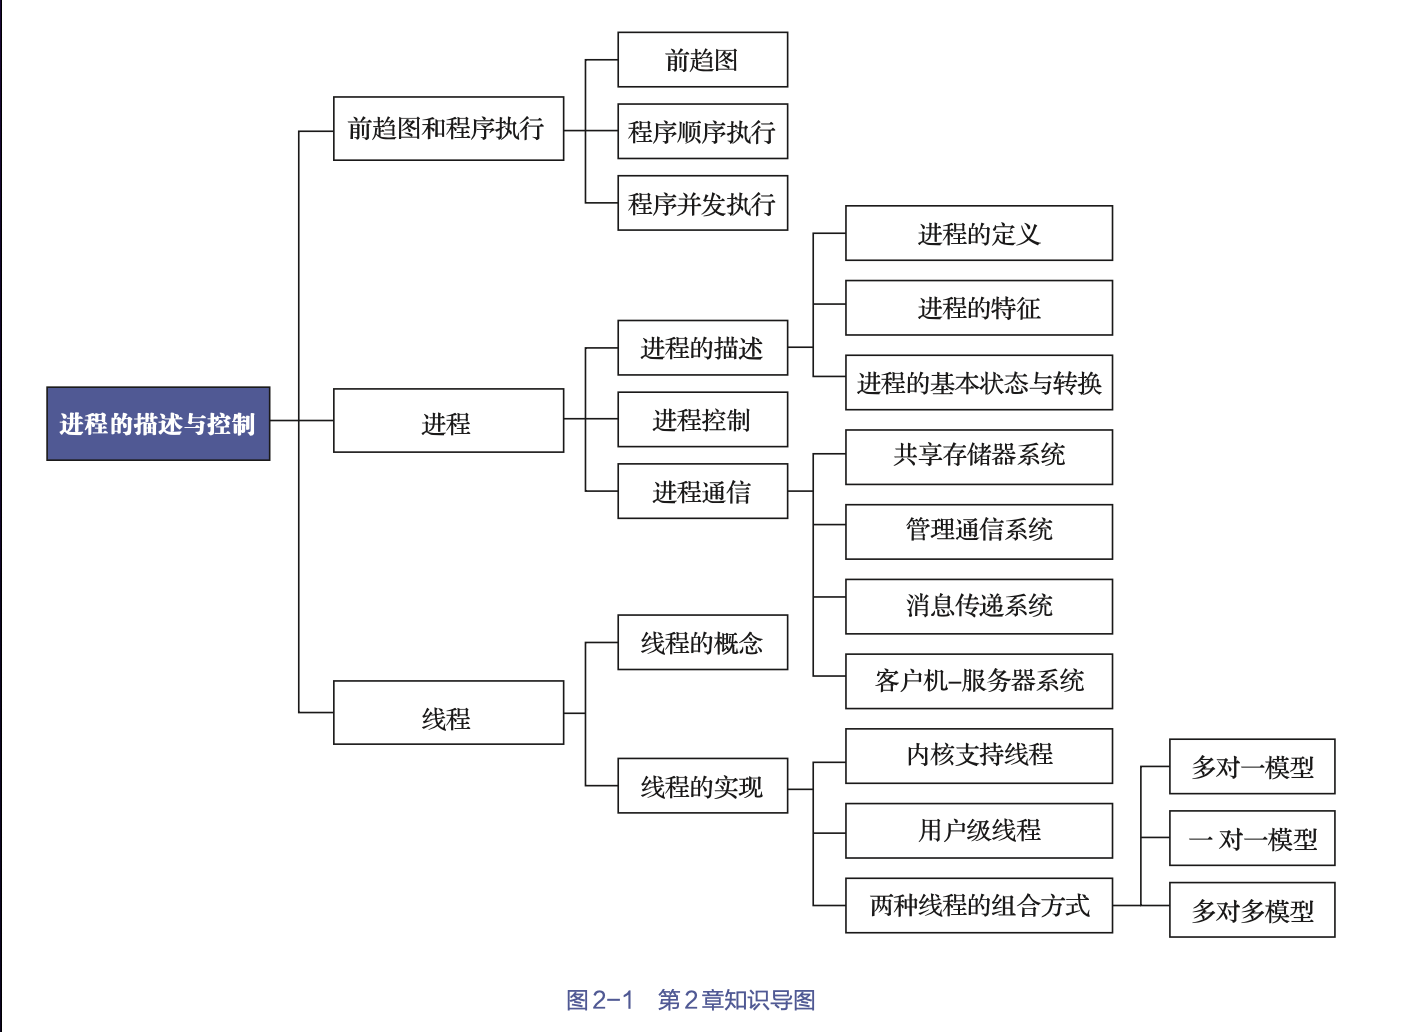 进程的描述与控制
前趋图和程序执行
前趋图
程序顺序执行
程序并发执行
进程
进程的描述
进程的定义
进程的特征
进程的基本状态与转换
进程控制
进程通信
共享存储器系统
管理通信系统
消息传递系统
客户机–服务器系统
线程
线程的概念
线程的实现
内核支持线程
用户级线程
两种线程的组合方式
多对一模型
一 对一模型
多对多模型
图 2–1 第 2 章知识导图